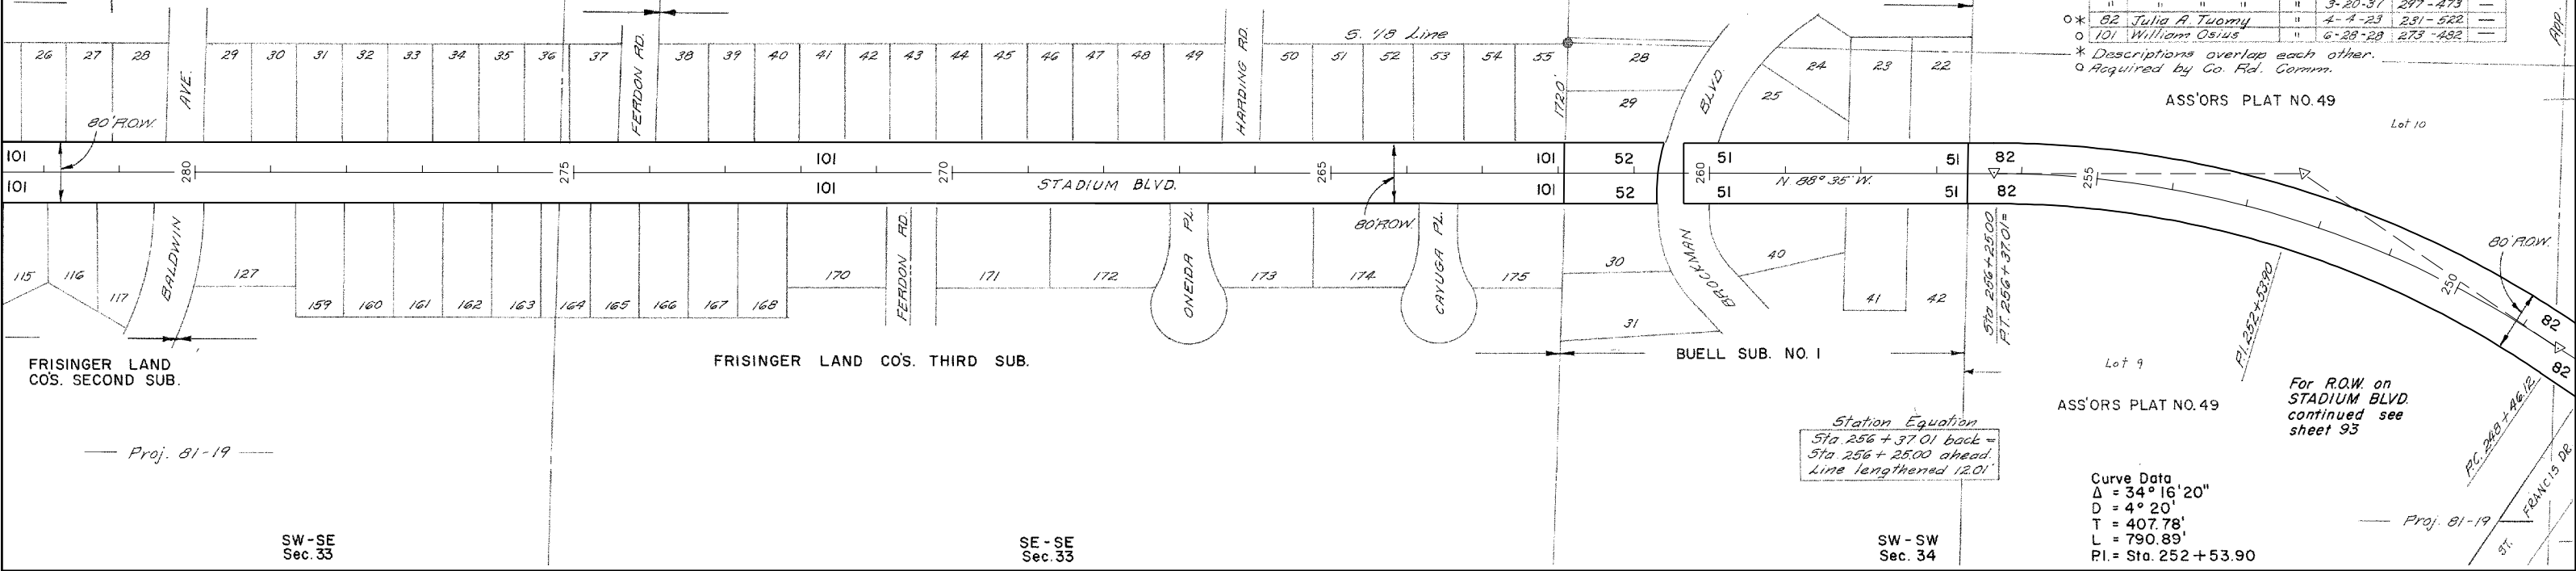 " " " " " 3-20-37 297-473 —
○* 82 Julia A. Tuomy " 4-4-23 231-522 —
○ 101 William Osius " 6-28-28 273-482 —
* Descriptions overlap each other.
○ Acquired by Co. Rd. Comm.
APP.
ASS'ORS PLAT NO. 49
Lot 10
S. 1/8 Line
26 27 28 29 30 31 32 33 34 35 36 37 38 39 40 41 42 43 44 45 46 47 48 49 50 51 52 53 54 55 28 24 23 22
AVE.
FERDON RD.
HARDING RD.
1720'
29
BLVD.
25
80' R.O.W.
101 101 101 52 51 51 82
280 275 270 265 260 255 250
STADIUM BLVD.
N. 88° 35' W.
101 101 101 52 51 51 82
80' R.O.W.
80' R.O.W.
115 116 117
BALDWIN
127 159 160 161 162 163 164 165 166 167 168 170
FERDON RD.
171 172
ONEIDA PL.
173 174
CAYUGA PL.
175
30
31
BROCKMAN
40
41 42
Sta. 256+25.00
P.T. 256+37.01=
P.I. 252+53.90
82
82
FRISINGER LAND
CO'S. SECOND SUB.
FRISINGER LAND CO'S. THIRD SUB.
BUELL SUB. NO. 1
Lot 9
ASS'ORS PLAT NO. 49
For R.O.W. on
STADIUM BLVD.
continued see
sheet 93
P.C. 248+46.12
Station Equation
Sta. 256+37.01 back =
Sta. 256+25.00 ahead.
Line lengthened 12.01'
— Proj. 81-19 —
Curve Data
Δ = 34° 16' 20"
D = 4° 20'
T = 407.78'
L = 790.89'
P.I. = Sta. 252+53.90
— Proj. 81-19 —
ST. FRANCIS DR
SW-SE
Sec. 33
SE-SE
Sec. 33
SW-SW
Sec. 34